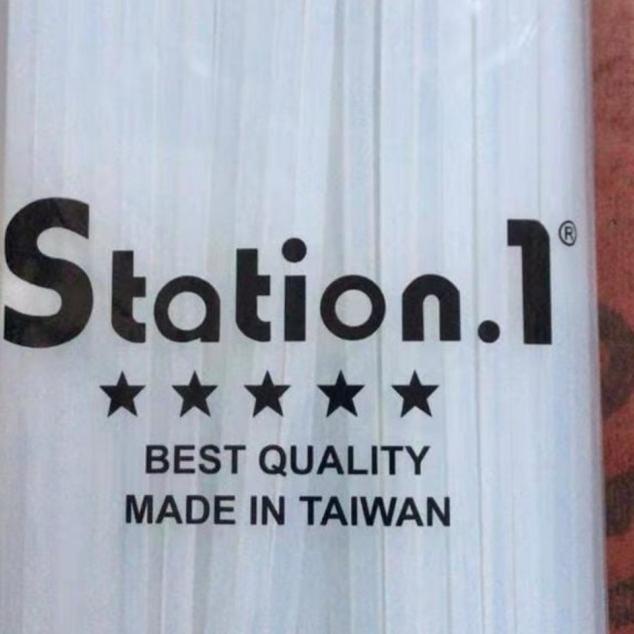 Station.1®
★★★★★
BEST QUALITY
MADE IN TAIWAN